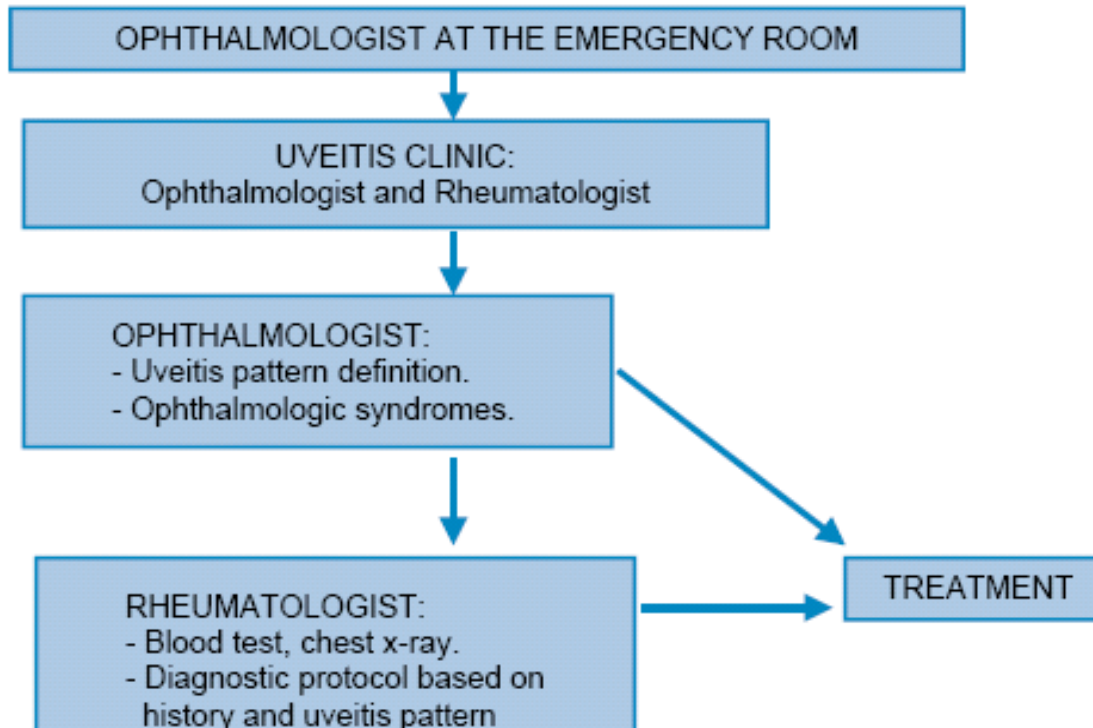 OPHTHALMOLOGIST AT THE EMERGENCY ROOM
UVEITIS CLINIC:
Ophthalmologist and Rheumatologist
OPHTHALMOLOGIST:
- Uveitis pattern definition.
- Ophthalmologic syndromes.
RHEUMATOLOGIST:
- Blood test, chest x-ray.
- Diagnostic protocol based on
history and uveitis pattern
TREATMENT